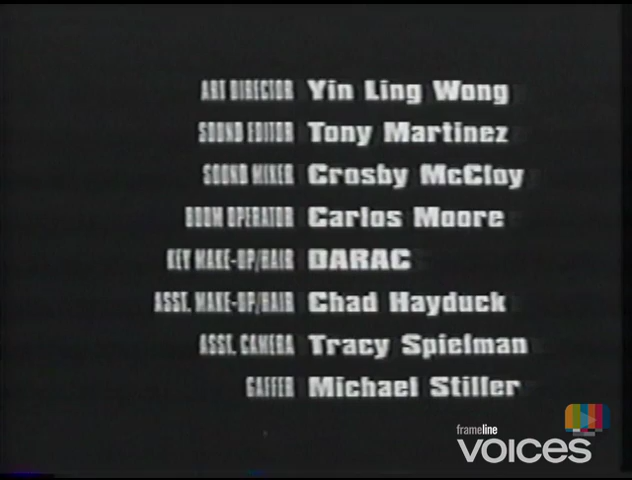 ART DIRECTOR Yin Ling Wong
SOUND EDITOR Tony Martinez
SOUND MIXER Crosby McCloy
BOOM OPERATOR Carlos Moore
KEY MAKE-UP/HAIR DARAC
ASST. MAKE-UP/HAIR Chad Hayduck
ASST. CAMERA Tracy Spielman
GAFFER Michael Stiller
frameline
voices